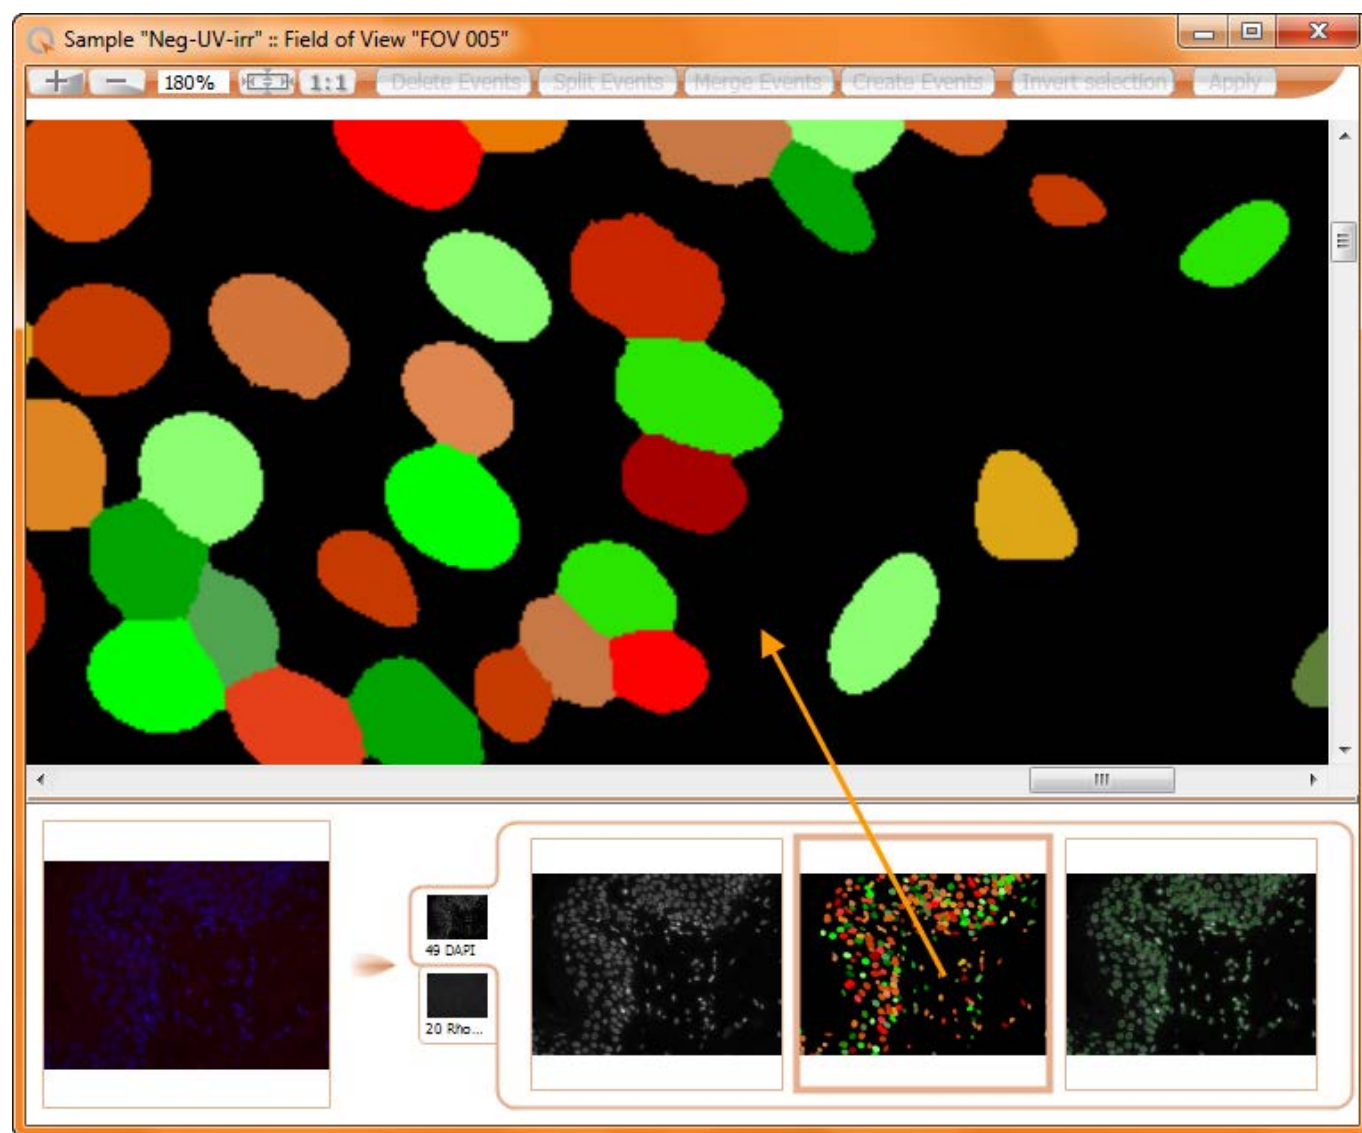 Sample "Neg-UV-irr" :: Field of View "FOV 005"
180% 1:1 Delete Events Split Events Merge Events Create Events Invert selection Apply
49 DAPI
20 Rho...